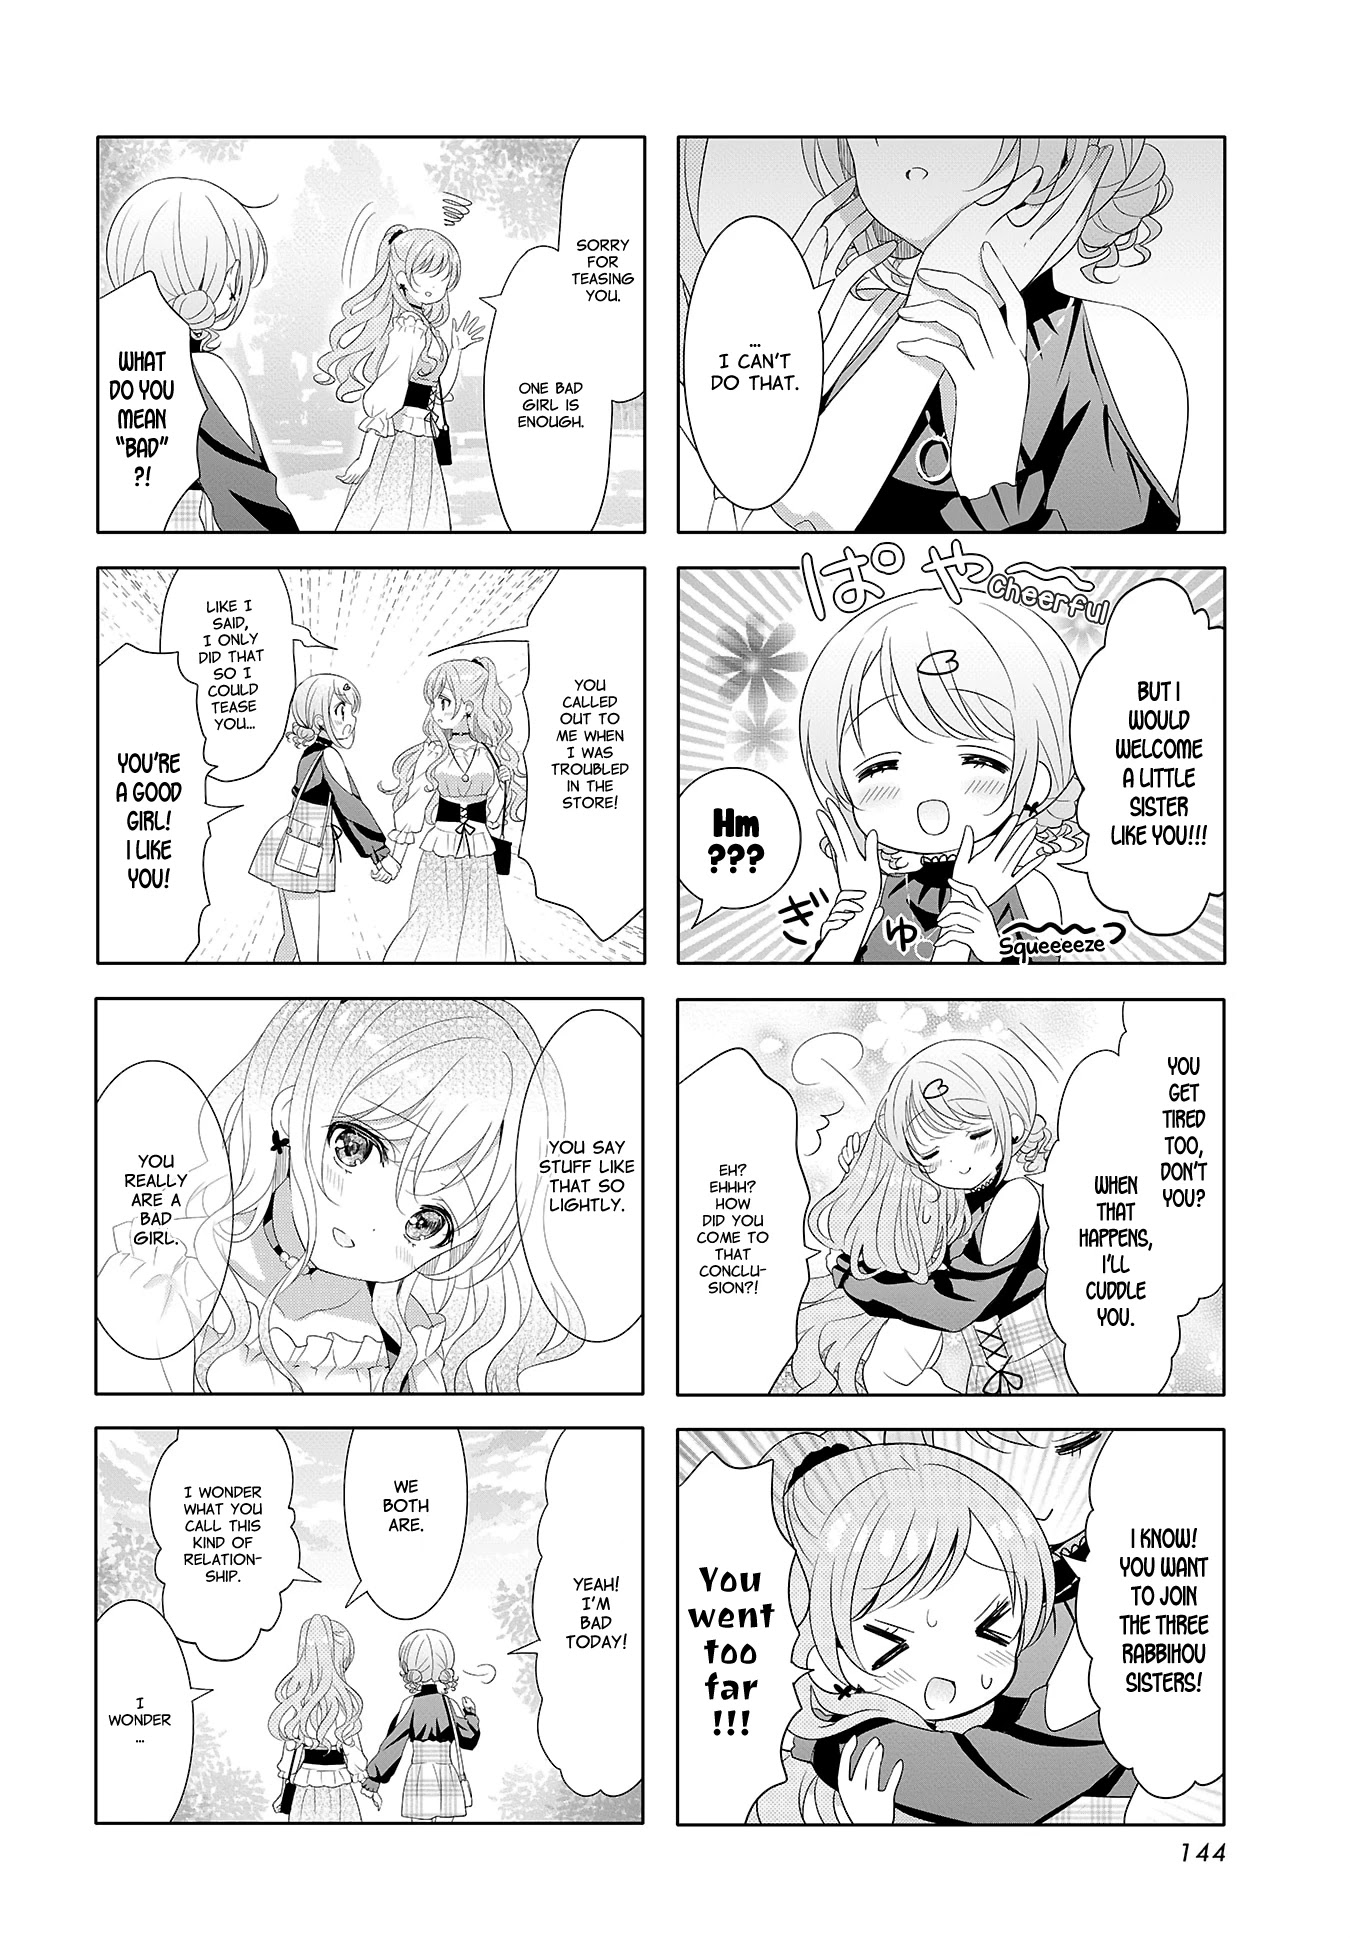 ...
I CAN'T
DO THAT.
ぱや〜
Cheerful
BUT I
WOULD
WELCOME
A LITTLE
SISTER
LIKE YOU!!!
Hm
???
ぎゅ〜っ
Squeeeeze
YOU
GET
TIRED
TOO,
DON'T
YOU?
WHEN
THAT
HAPPENS,
I'LL
CUDDLE
YOU.
EH?
EHHH?
HOW
DID YOU
COME TO
THAT
CONCLU-
SION?!
I KNOW!
YOU WANT
TO JOIN
THE THREE
RABBIHOU
SISTERS!
You
went
too
far
!!!
SORRY
FOR
TEASING
YOU.
ONE BAD
GIRL IS
ENOUGH.
WHAT
DO YOU
MEAN
"BAD"
?!
YOU
CALLED
OUT TO
ME WHEN
I WAS
TROUBLED
IN THE
STORE!
LIKE I
SAID,
I ONLY
DID THAT
SO I
COULD
TEASE
YOU...
YOU'RE
A GOOD
GIRL!
I LIKE
YOU!
YOU SAY
STUFF LIKE
THAT SO
LIGHTLY.
YOU
REALLY
ARE A
BAD
GIRL.
YEAH!
I'M
BAD
TODAY!
WE
BOTH
ARE.
I WONDER
WHAT YOU
CALL THIS
KIND OF
RELATION-
SHIP.
I
WONDER
...
144